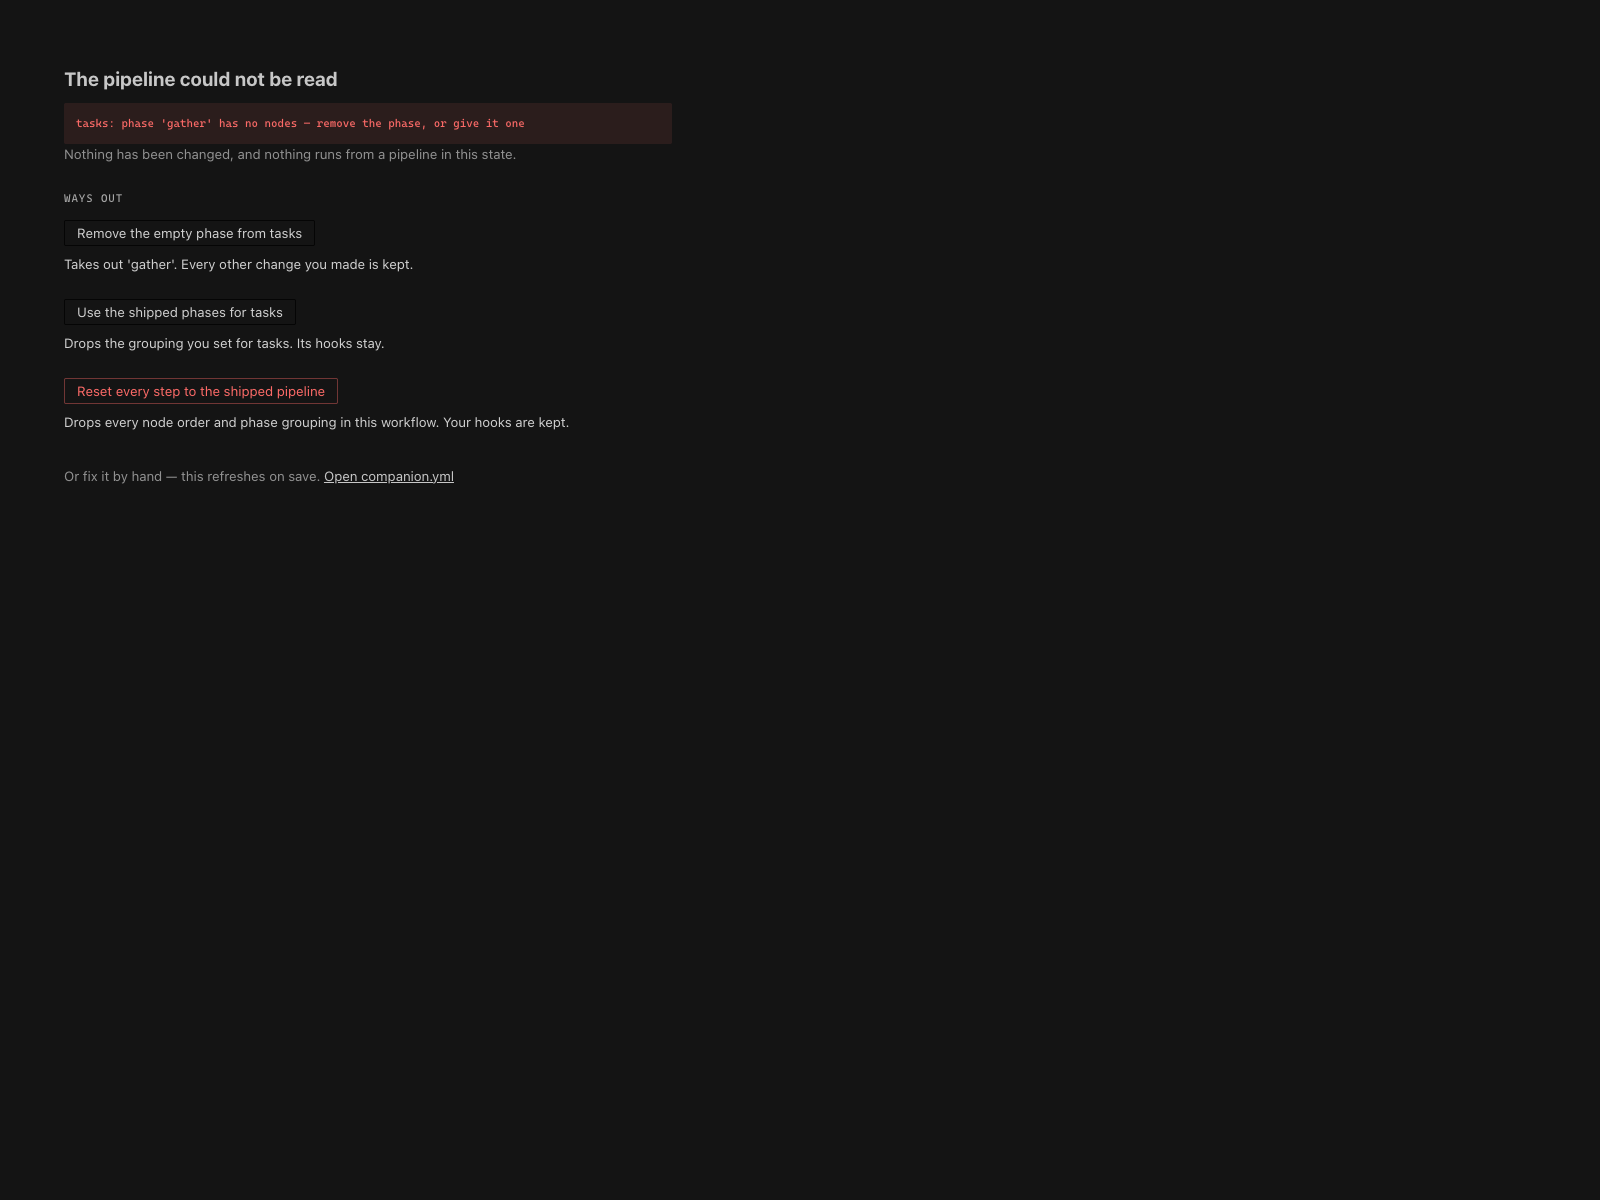 The pipeline could not be read
tasks: phase 'gather' has no nodes — remove the phase, or give it one
Nothing has been changed, and nothing runs from a pipeline in this state.
WAYS OUT
Remove the empty phase from tasks
Takes out 'gather'. Every other change you made is kept.
Use the shipped phases for tasks
Drops the grouping you set for tasks. Its hooks stay.
Reset every step to the shipped pipeline
Drops every node order and phase grouping in this workflow. Your hooks are kept.
Or fix it by hand — this refreshes on save. Open companion.yml